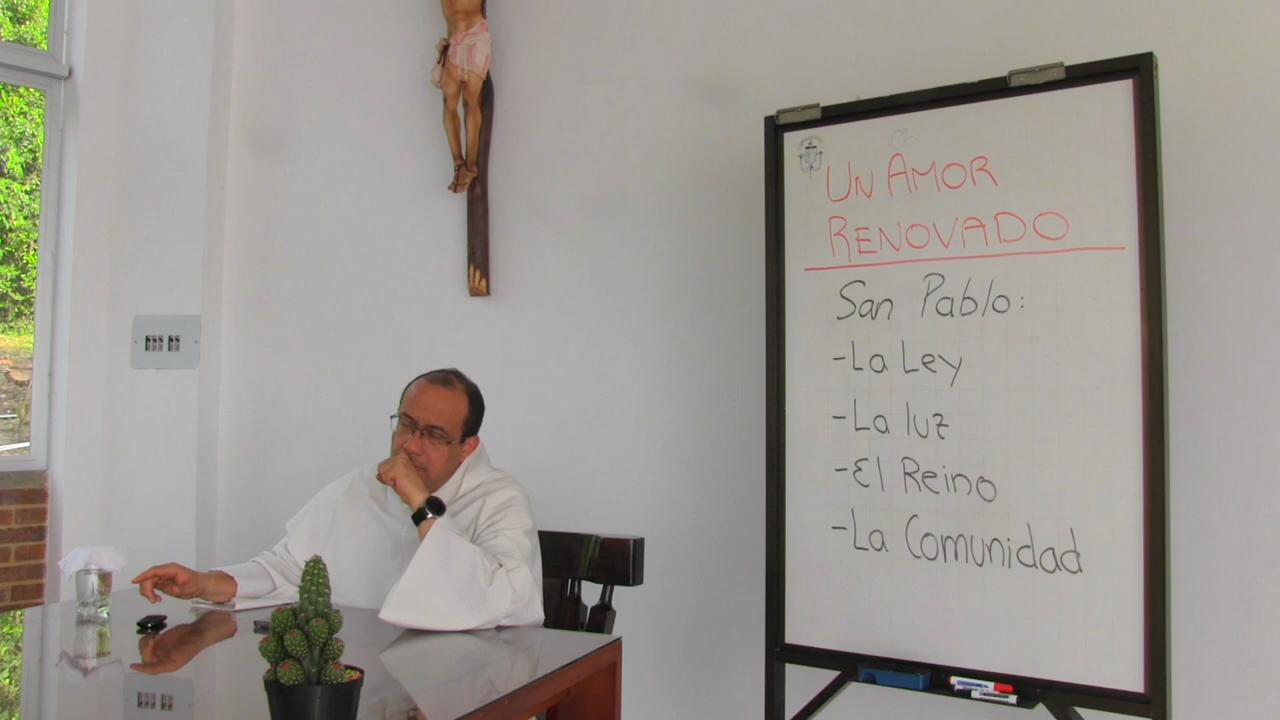 UN AMOR
RENOVADO
San Pablo:
-La Ley
-La luz
-El Reino
-La Comunidad